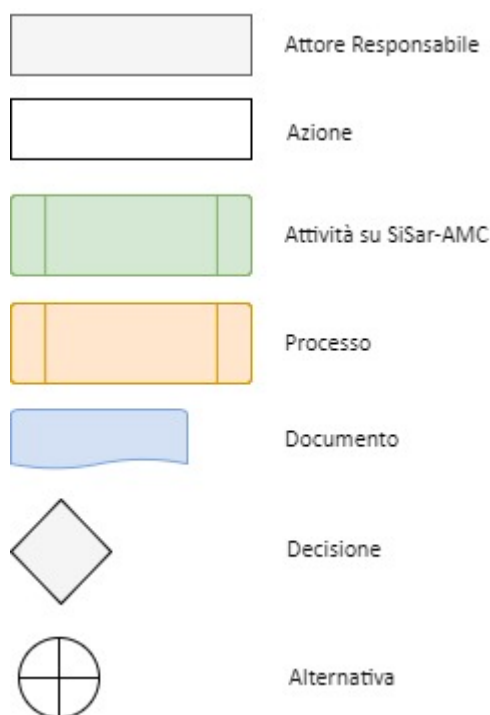 Attore Responsabile
Azione
Attività su SiSar-AMC
Processo
Documento
Decisione
Alternativa